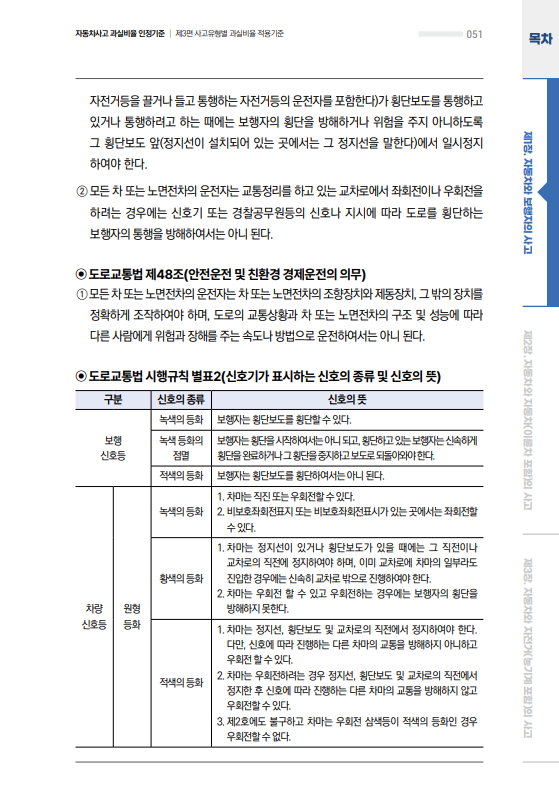 자동차사고 과실비율 인정기준 | 제3편 사고유형별 과실비율 적용기준
051
목차
자전거등을 끌거나 들고 통행하는 자전거등의 운전자를 포함한다)가 횡단보도를 통행하고
있거나 통행하려고 하는 때에는 보행자의 횡단을 방해하거나 위험을 주지 아니하도록
그 횡단보도 앞(정지선이 설치되어 있는 곳에서는 그 정지선을 말한다)에서 일시정지
하여야 한다.
② 모든 차 또는 노면전차의 운전자는 교통정리를 하고 있는 교차로에서 좌회전이나 우회전을
하려는 경우에는 신호기 또는 경찰공무원등의 신호나 지시에 따라 도로를 횡단하는
보행자의 통행을 방해하여서는 아니 된다.
◉ 도로교통법 제48조(안전운전 및 친환경 경제운전의 의무)
① 모든 차 또는 노면전차의 운전자는 차 또는 노면전차의 조향장치와 제동장치, 그 밖의 장치를
정확하게 조작하여야 하며, 도로의 교통상황과 차 또는 노면전차의 구조 및 성능에 따라
다른 사람에게 위험과 장해를 주는 속도나 방법으로 운전하여서는 아니 된다.
◉ 도로교통법 시행규칙 별표2(신호기가 표시하는 신호의 종류 및 신호의 뜻)
구분 신호의 종류 신호의 뜻
보행
신호등
녹색의 등화 보행자는 횡단보도를 횡단할 수 있다.
녹색 등화의
점멸
보행자는 횡단을 시작하여서는 아니 되고, 횡단하고 있는 보행자는 신속하게
횡단을 완료하거나 그 횡단을 중지하고 보도로 되돌아와야 한다.
적색의 등화 보행자는 횡단보도를 횡단하여서는 아니 된다.
차량
신호등
원형
등화
녹색의 등화
1. 차마는 직진 또는 우회전할 수 있다.
2. 비보호좌회전표지 또는 비보호좌회전표시가 있는 곳에서는 좌회전할
수 있다.
황색의 등화
1. 차마는 정지선이 있거나 횡단보도가 있을 때에는 그 직전이나
교차로의 직전에 정지하여야 하며, 이미 교차로에 차마의 일부라도
진입한 경우에는 신속히 교차로 밖으로 진행하여야 한다.
2. 차마는 우회전 할 수 있고 우회전하는 경우에는 보행자의 횡단을
방해하지 못한다.
적색의 등화
1. 차마는 정지선, 횡단보도 및 교차로의 직전에서 정지하여야 한다.
다만, 신호에 따라 진행하는 다른 차마의 교통을 방해하지 아니하고
우회전 할 수 있다.
2. 차마는 우회전하려는 경우 정지선, 횡단보도 및 교차로의 직전에서
정지한 후 신호에 따라 진행하는 다른 차마의 교통을 방해하지 않고
우회전할 수 있다.
3. 제2호에도 불구하고 차마는 우회전 삼색등이 적색의 등화인 경우
우회전할 수 없다.
제1장. 자동차와 보행자의 사고
제2장. 자동차와 자동차(이륜차 포함)의 사고
제3장. 자동차와 자전거(농기계 포함)의 사고